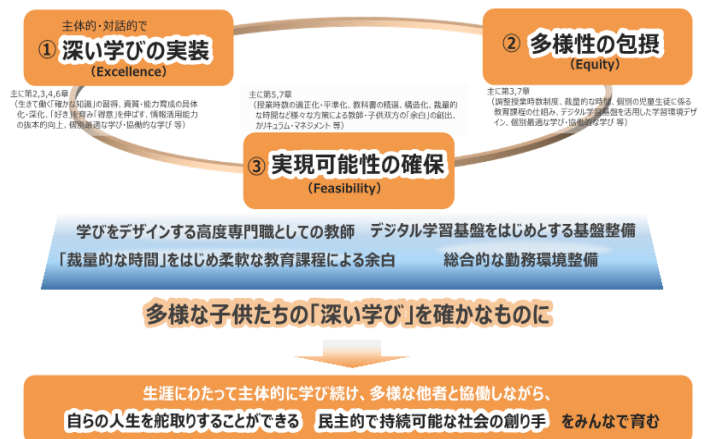 主体的・対話的で
① 深い学びの実装
(Excellence)
② 多様性の包摂
(Equity)
主に第2,3,4,6章
(生きて働く「確かな知識」の習得、資質・能力育成の具体
化・深化、「好き」を育み「得意」を伸ばす、情報活用能力
の抜本的向上、個別最適な学び・協働的な学び 等)
主に第5,7章
(授業時数の適正化・平準化、教科書の精選、構造化、裁量的
な時間など様々な方策による教師・子供双方の「余白」の創出、
カリキュラム・マネジメント 等)
主に第3,7章
(調整授業時数制度、裁量的な時間、個別の児童生徒に係る
教育課程の仕組み、デジタル学習基盤を活用した学習環境デザ
イン、個別最適な学び・協働的な学び 等)
③ 実現可能性の確保
(Feasibility)
学びをデザインする高度専門職としての教師
デジタル学習基盤をはじめとする基盤整備
「裁量的な時間」をはじめ柔軟な教育課程による余白
総合的な勤務環境整備
多様な子供たちの「深い学び」を確かなものに
生涯にわたって主体的に学び続け、多様な他者と協働しながら、
自らの人生を舵取りすることができる 民主的で持続可能な社会の創り手 をみんなで育む